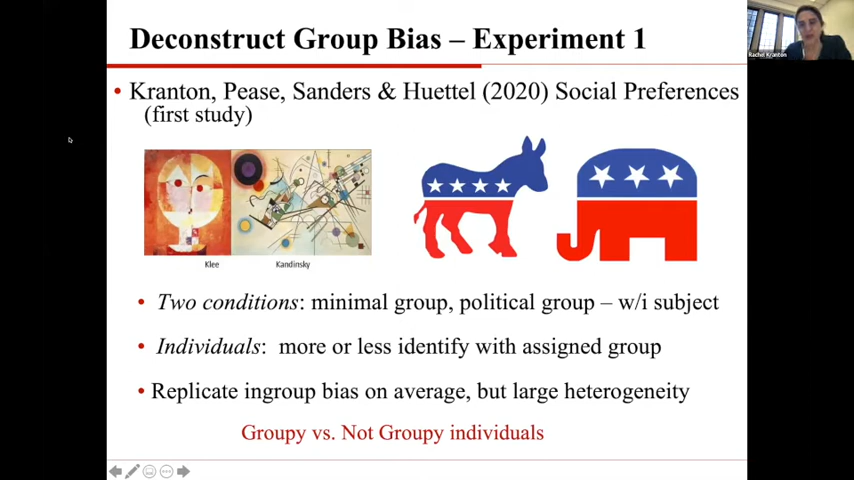 Deconstruct Group Bias – Experiment 1
• Kranton, Pease, Sanders & Huettel (2020) Social Preferences
(first study)
Klee
Kandinsky
• Two conditions: minimal group, political group – w/i subject
• Individuals: more or less identify with assigned group
• Replicate ingroup bias on average, but large heterogeneity
Groupy vs. Not Groupy individuals
Rachel Kranton